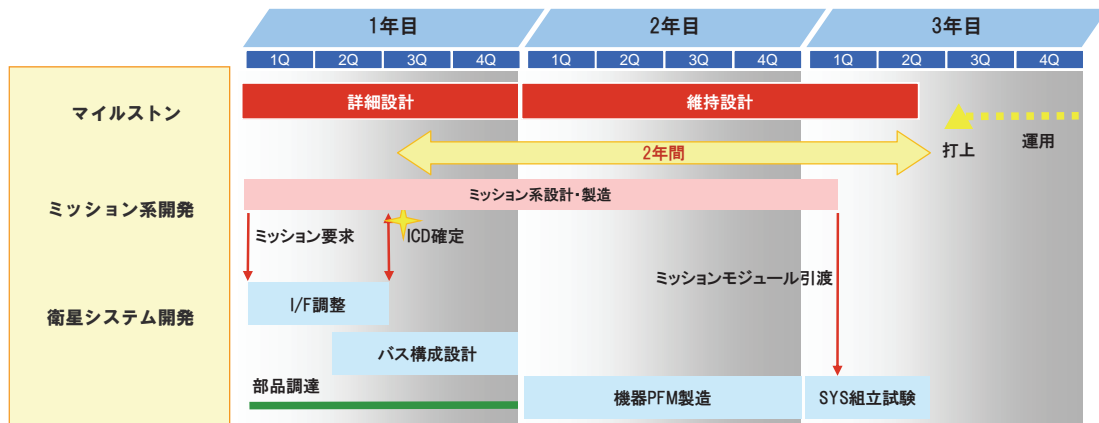 1年目 2年目 3年目
1Q 2Q 3Q 4Q 1Q 2Q 3Q 4Q 1Q 2Q 3Q 4Q
マイルストン
詳細設計 維持設計
打上 運用
2年間
ミッション系開発
ミッション系設計・製造
ミッション要求 ICD確定
ミッションモジュール引渡
衛星システム開発
I/F調整
バス構成設計
部品調達
機器PFM製造 SYS組立試験